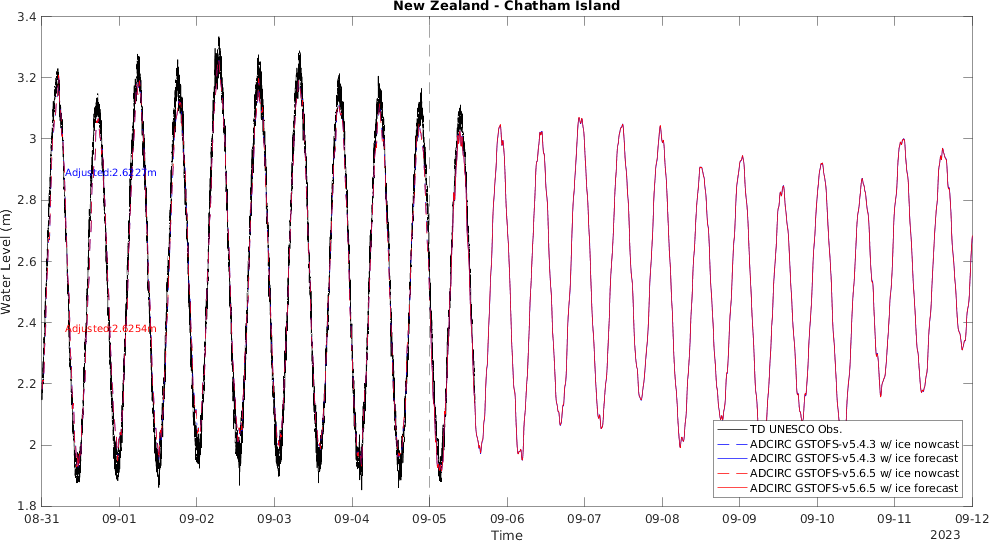 New Zealand - Chatham Island
3.4
3.2
3
2.8
2.6
2.4
2.2
2
1.8
Water Level (m)
Adjusted:2.6227m
Adjusted:2.6254m
TD UNESCO Obs.
ADCIRC GSTOFS-v5.4.3 w/ ice nowcast
ADCIRC GSTOFS-v5.4.3 w/ ice forecast
ADCIRC GSTOFS-v5.6.5 w/ ice nowcast
ADCIRC GSTOFS-v5.6.5 w/ ice forecast
08-31 09-01 09-02 09-03 09-04 09-05 09-06 09-07 09-08 09-09 09-10 09-11 09-12
Time
2023